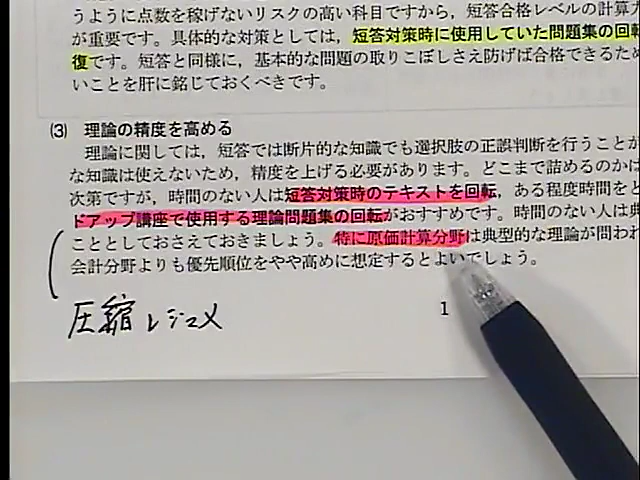 うように点数を稼げないリスクの高い科目ですから，短答合格レベルの計算力
が重要です。具体的な対策としては，短答対策時に使用していた問題集の回転
復です。短答と同様に，基本的な問題の取りこぼしさえ防げば合格できるため
いことを肝に銘じておくべきです。
(3) 理論の精度を高める
理論に関しては，短答では断片的な知識でも選択肢の正誤判断を行うことが
な知識は使えないため，精度を上げる必要があります。どこまで詰めるのかは
次第ですが，時間のない人は短答対策時のテキストを回転，ある程度時間をと
ドアップ講座で使用する理論問題集の回転がおすすめです。時間のない人は典
こととしておさえておきましょう。特に原価計算分野は典型的な理論が問われ
会計分野よりも優先順位をやや高めに想定するとよいでしょう。
圧縮レジュメ
1